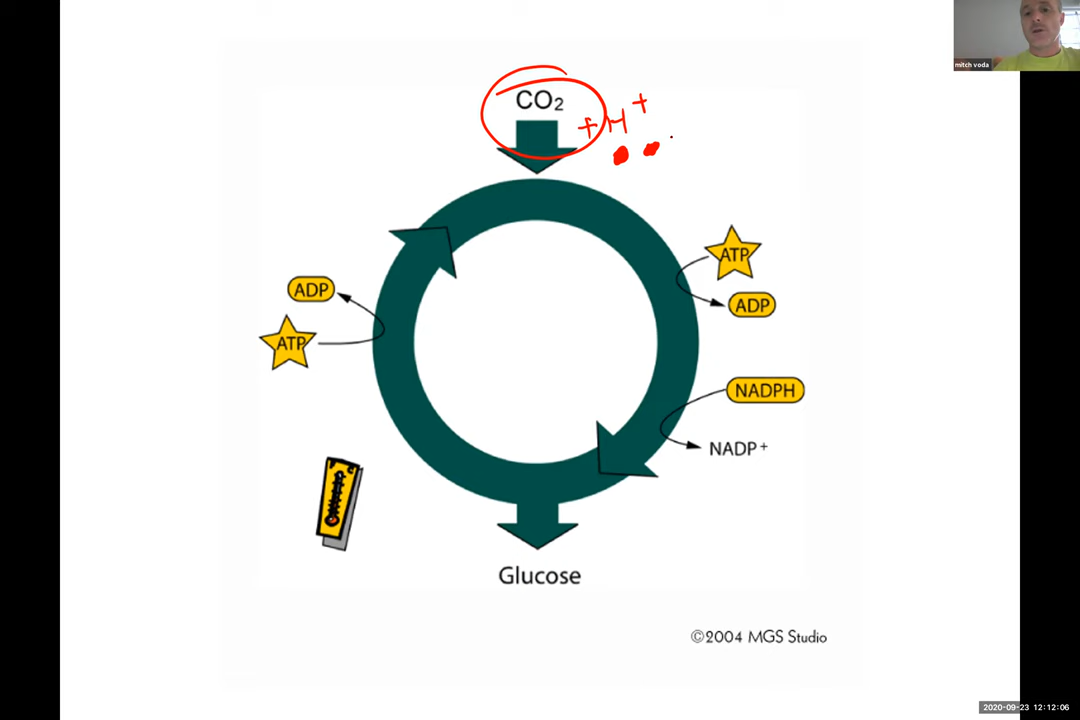 mitch voda
CO₂
+ H⁺
ATP
ADP
ADP
ATP
NADPH
NADP⁺
Glucose
©2004 MGS Studio
2020-09-23 12:12:06